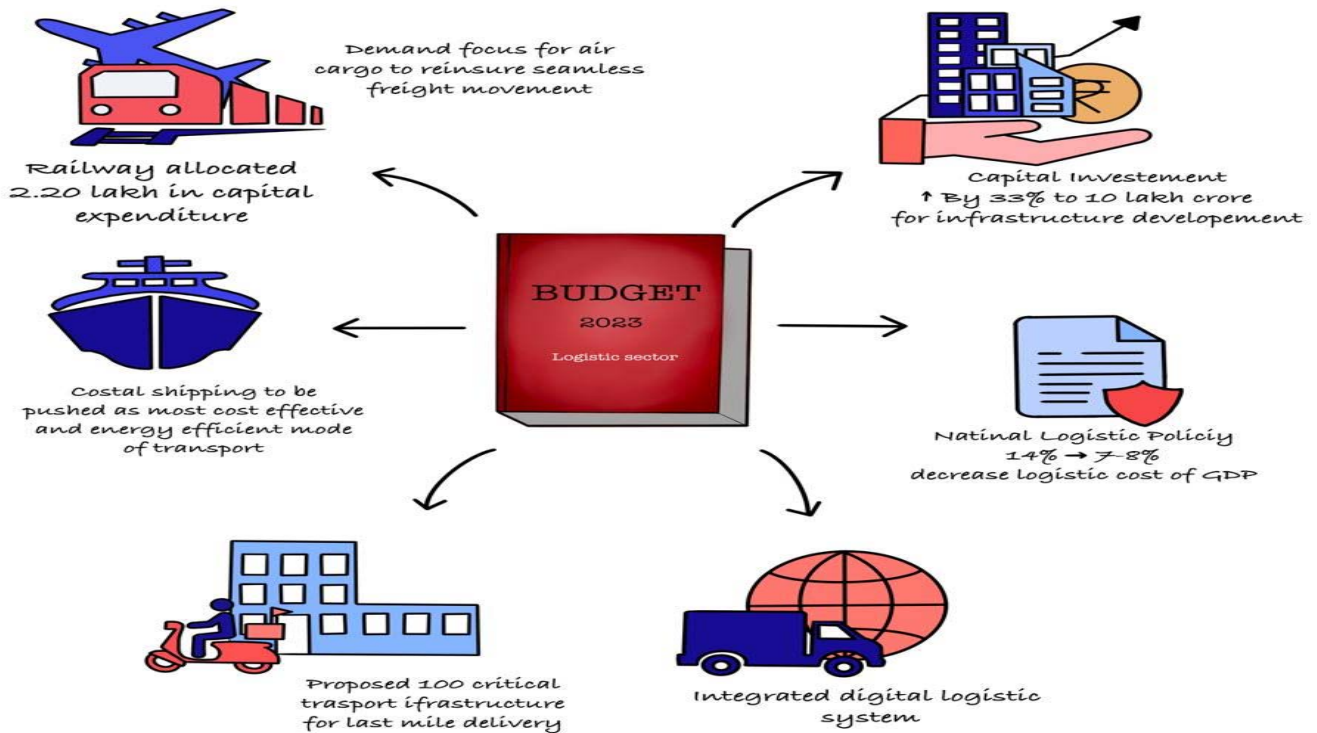 Demand focus for air
cargo to reinsure seamless
freight movement
Railway allocated
2.20 lakh in capital
expenditure
Capital Investement
↑ By 33% to 10 lakh crore
for infrastructure developement
BUDGET
2023
Logistic sector
Costal shipping to be
pushed as most cost effective
and energy efficient mode
of transport
Natinal Logistic Policiy
14% → 7-8%
decrease logistic cost of GDP
Proposed 100 critical
trasport ifrastructure
for last mile delivery
Integrated digital logistic
system